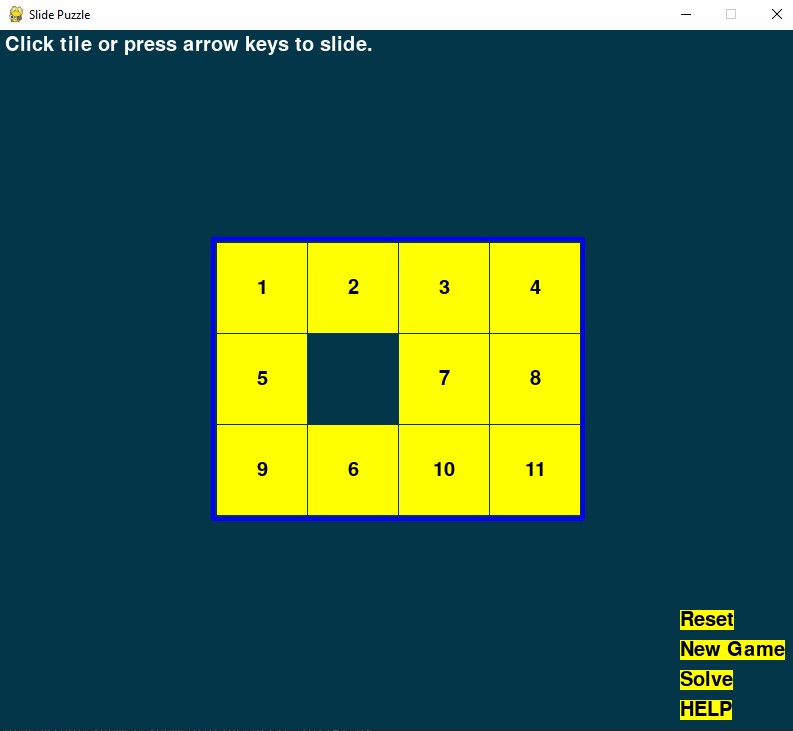 Slide Puzzle
Click tile or press arrow keys to slide.
1 2 3 4
5 7 8
9 6 10 11
Reset
New Game
Solve
HELP